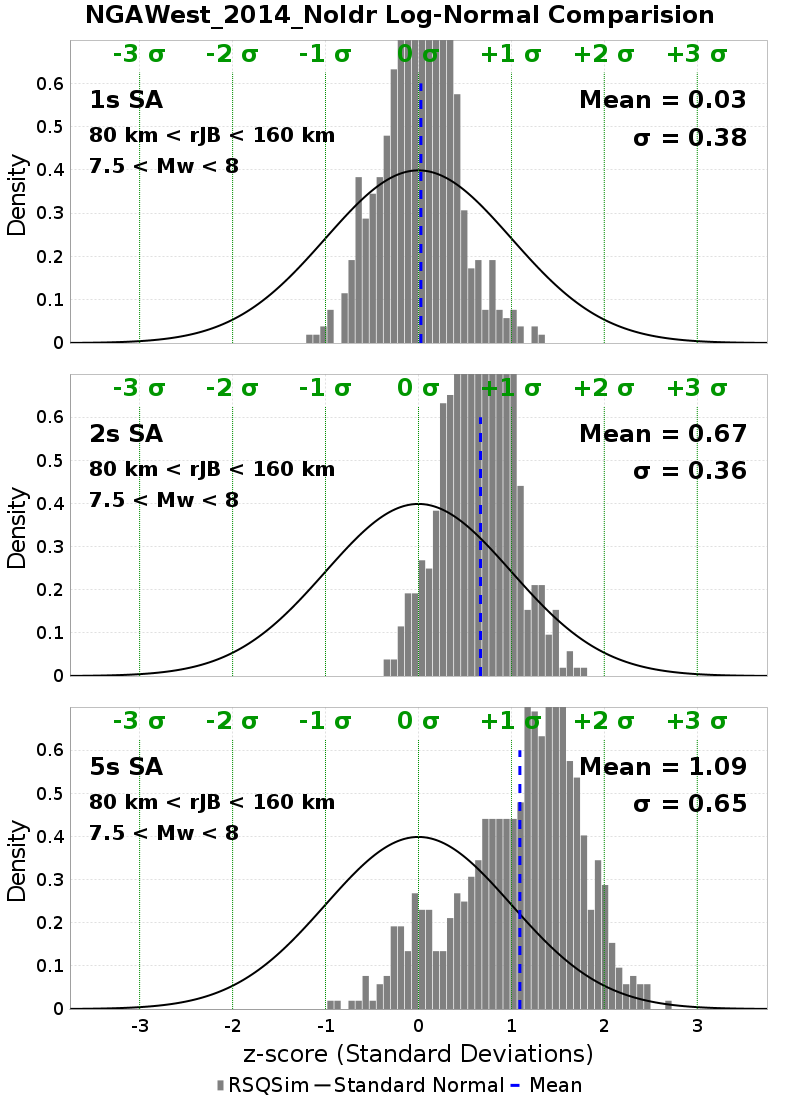 NGAWest_2014_NoIdr Log-Normal Comparision
-3 σ -2 σ -1 σ 0 σ +1 σ +2 σ +3 σ
1s SA
Mean = 0.03
80 km < rJB < 160 km
σ = 0.38
7.5 < Mw < 8
Density
0.6
0.5
0.4
0.3
0.2
0.1
0
-3 σ -2 σ -1 σ 0 σ +1 σ +2 σ +3 σ
2s SA
Mean = 0.67
80 km < rJB < 160 km
σ = 0.36
7.5 < Mw < 8
Density
0.6
0.5
0.4
0.3
0.2
0.1
0
-3 σ -2 σ -1 σ 0 σ +1 σ +2 σ +3 σ
5s SA
Mean = 1.09
80 km < rJB < 160 km
σ = 0.65
7.5 < Mw < 8
Density
0.6
0.5
0.4
0.3
0.2
0.1
0
-3 -2 -1 0 1 2 3
z-score (Standard Deviations)
RSQSim Standard Normal Mean